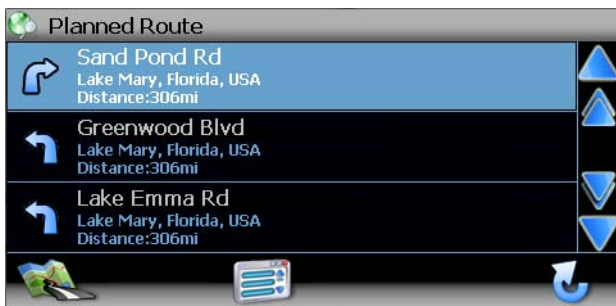 Planned Route
Sand Pond Rd
Lake Mary, Florida, USA
Distance:306mi
Greenwood Blvd
Lake Mary, Florida, USA
Distance:306mi
Lake Emma Rd
Lake Mary, Florida, USA
Distance:306mi